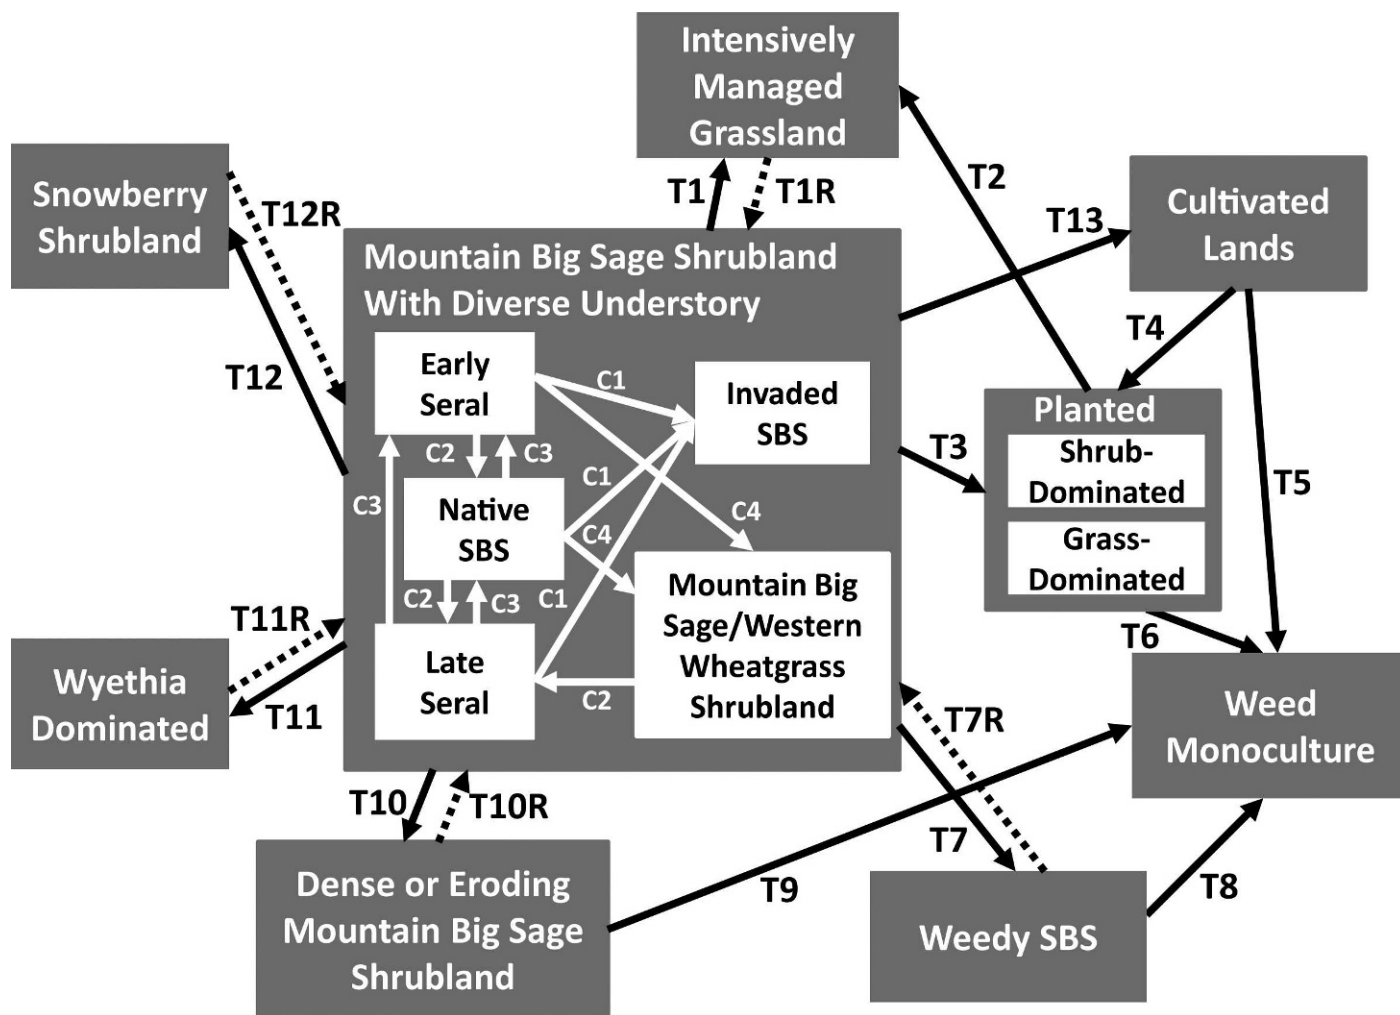 Intensively
Managed
Grassland
Snowberry
Shrubland
T12R
T12
T1
T1R
T2
T13
Cultivated
Lands
T4
T5
Mountain Big Sage Shrubland
With Diverse Understory
Early
Seral
C1
Invaded
SBS
C2
C3
C3
C1
C4
Native
SBS
C4
C2
C3
C1
Late
Seral
C2
Mountain Big
Sage/Western
Wheatgrass
Shrubland
T3
Planted
Shrub-
Dominated
Grass-
Dominated
T6
T11R
Wyethia
Dominated
T11
T7R
Weed
Monoculture
T10
T10R
T7
T9
T8
Dense or Eroding
Mountain Big Sage
Shrubland
Weedy SBS